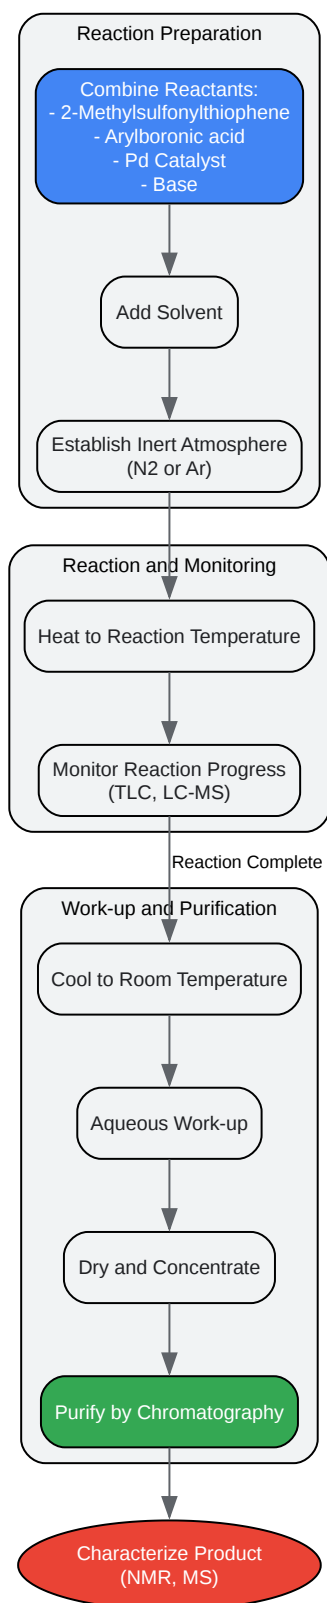 Reaction Preparation
Combine Reactants:
- 2-Methylsulfonylthiophene
- Arylboronic acid
- Pd Catalyst
- Base
Add Solvent
Establish Inert Atmosphere
(N2 or Ar)
Reaction and Monitoring
Heat to Reaction Temperature
Monitor Reaction Progress
(TLC, LC-MS)
Reaction Complete
Work-up and Purification
Cool to Room Temperature
Aqueous Work-up
Dry and Concentrate
Purify by Chromatography
Characterize Product
(NMR, MS)